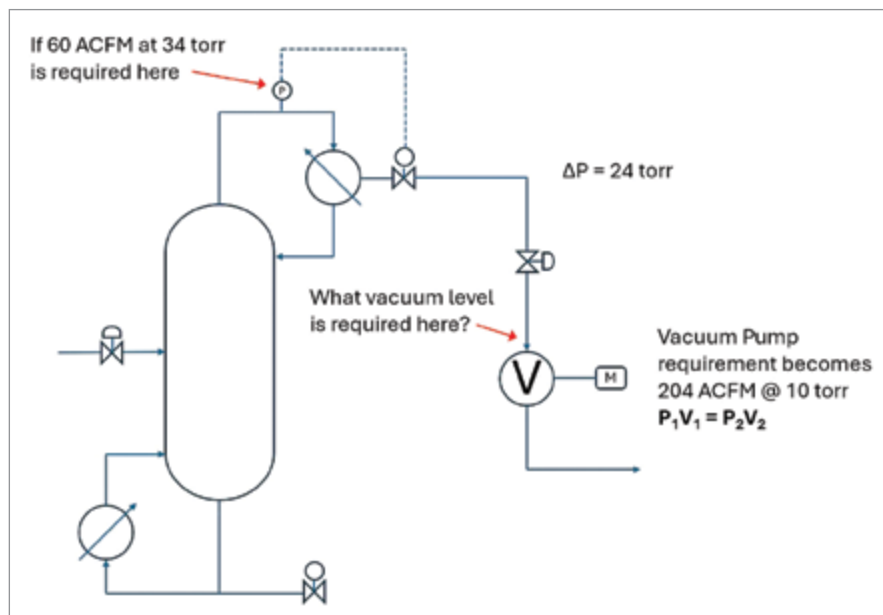 If 60 ACFM at 34 torr
is required here
P
ΔP = 24 torr
What vacuum level
is required here?
V
M
Vacuum Pump
requirement becomes
204 ACFM @ 10 torr
P₁V₁ = P₂V₂